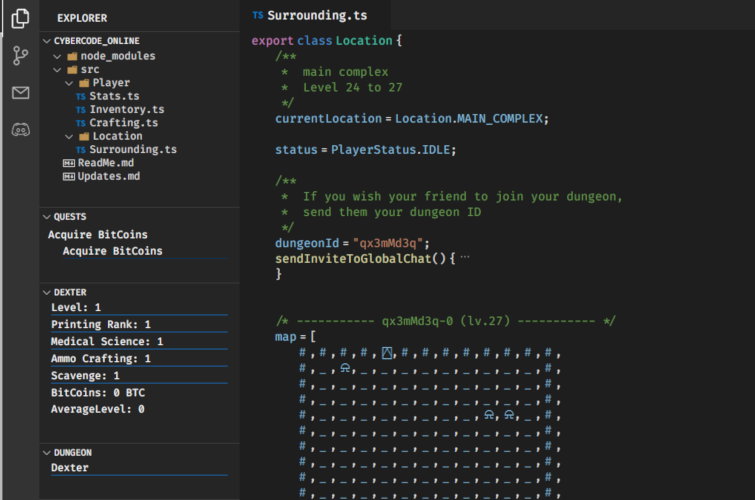 EXPLORER
CYBERCODE_ONLINE
node_modules
src
Player
TS Stats.ts
TS Inventory.ts
TS Crafting.ts
Location
TS Surrounding.ts
ReadMe.md
Updates.md
QUESTS
Acquire BitCoins
Acquire BitCoins
DEXTER
Level: 1
Printing Rank: 1
Medical Science: 1
Ammo Crafting: 1
Scavenge: 1
BitCoins: 0 BTC
AverageLevel: 0
DUNGEON
Dexter
TS Surrounding.ts
export class Location {
/**
* main complex
* Level 24 to 27
*/
currentLocation = Location.MAIN_COMPLEX;
status = PlayerStatus.IDLE;
/**
* If you wish your friend to join your dungeon,
* send them your dungeon ID
*/
dungeonId = "qx3mMd3q";
sendInviteToGlobalChat() { ⋯
}
/* ----------- qx3mMd3q-0 (lv.27) ----------- */
map = [
#,#,#,#,⍓,#,#,#,#,#,#,#,#,
#,_,⍾,_,_,_,_,_,_,_,_,_,#,
#,_,_,_,_,_,_,_,_,_,_,_,#,
#,_,_,_,_,_,_,_,_,_,_,_,#,
#,_,_,_,_,_,_,_,_,⍾,⍾,_,#,
#,_,_,_,_,_,_,_,_,_,_,_,#,
#,_,_,_,_,_,_,_,_,_,_,_,#,
#,_,_,_,_,_,_,_,_,_,_,_,#,
#,_,_,_,_,_,_,_,_,_,_,_,#,
#,_,_,_,_,_,_,_,_,_,_,_,#,